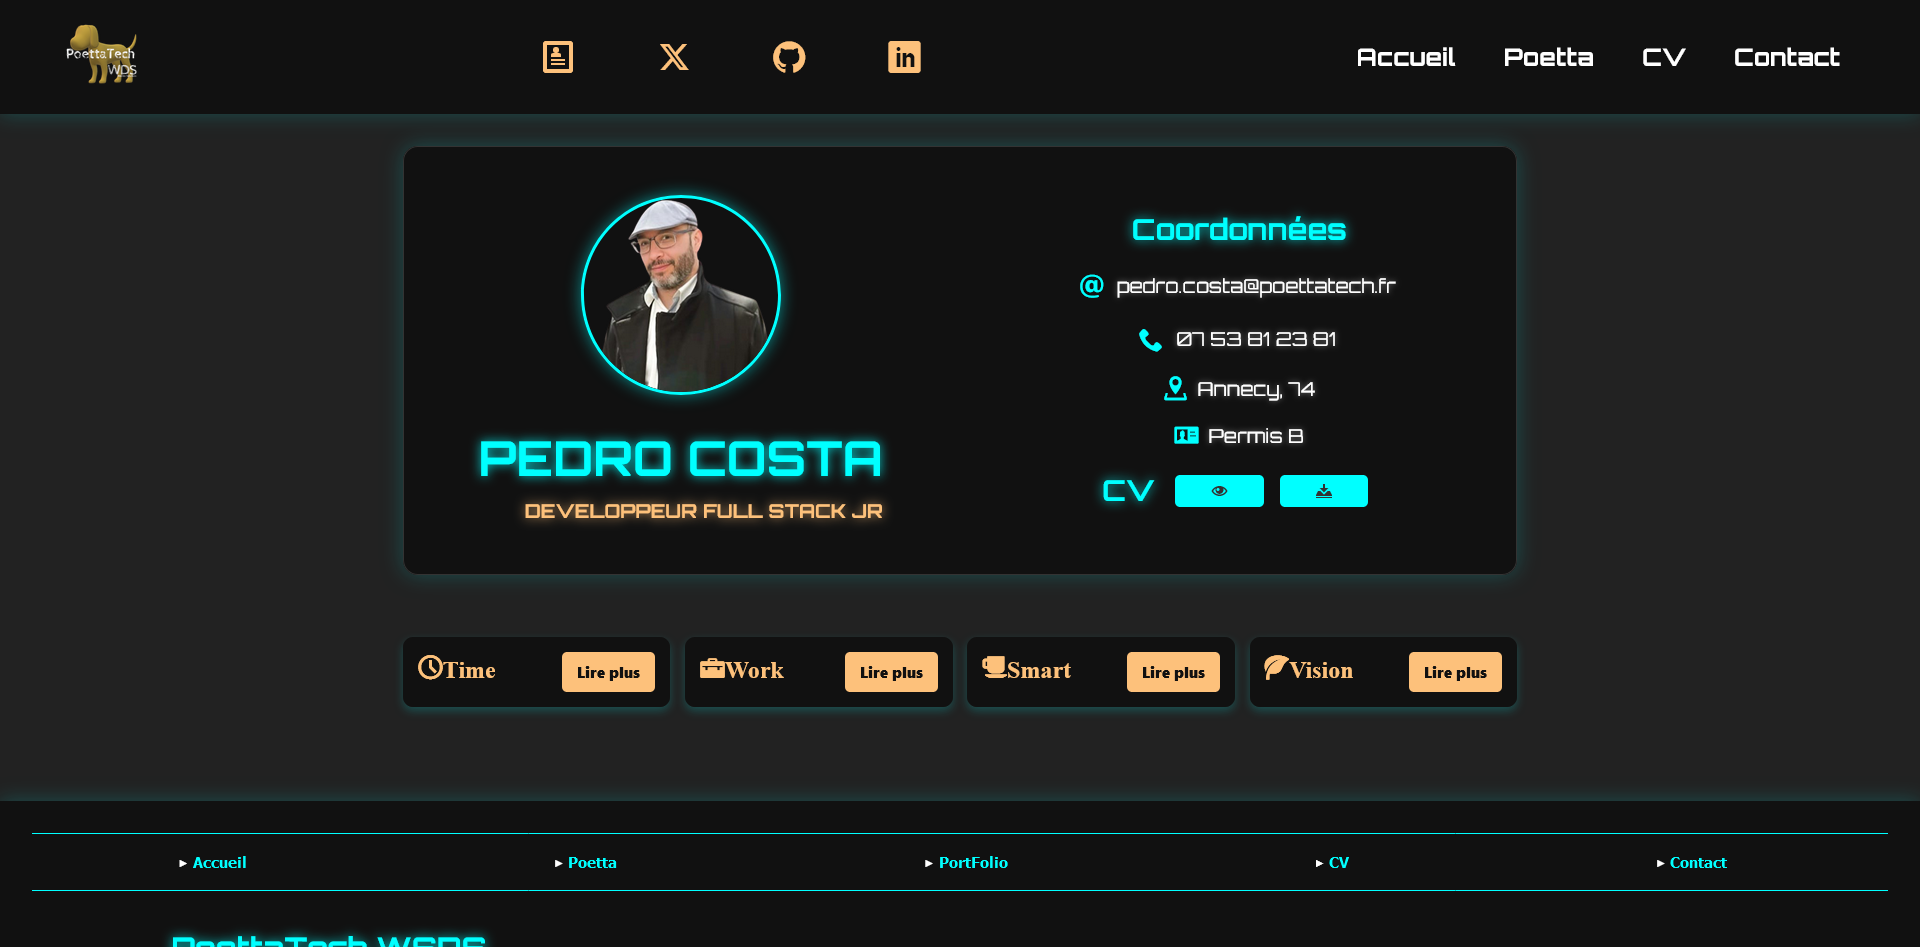 PoettaTech
WDS
Accueil Poetta CV Contact
PEDRO COSTA
DEVELOPPEUR FULL STACK JR
Coordonnées
pedro.costa@poettatech.fr
07 53 81 23 81
Annecy, 74
Permis B
CV
Time Lire plus
Work Lire plus
Smart Lire plus
Vision Lire plus
▸ Accueil ▸ Poetta ▸ PortFolio ▸ CV ▸ Contact
PoettaTech WSDS